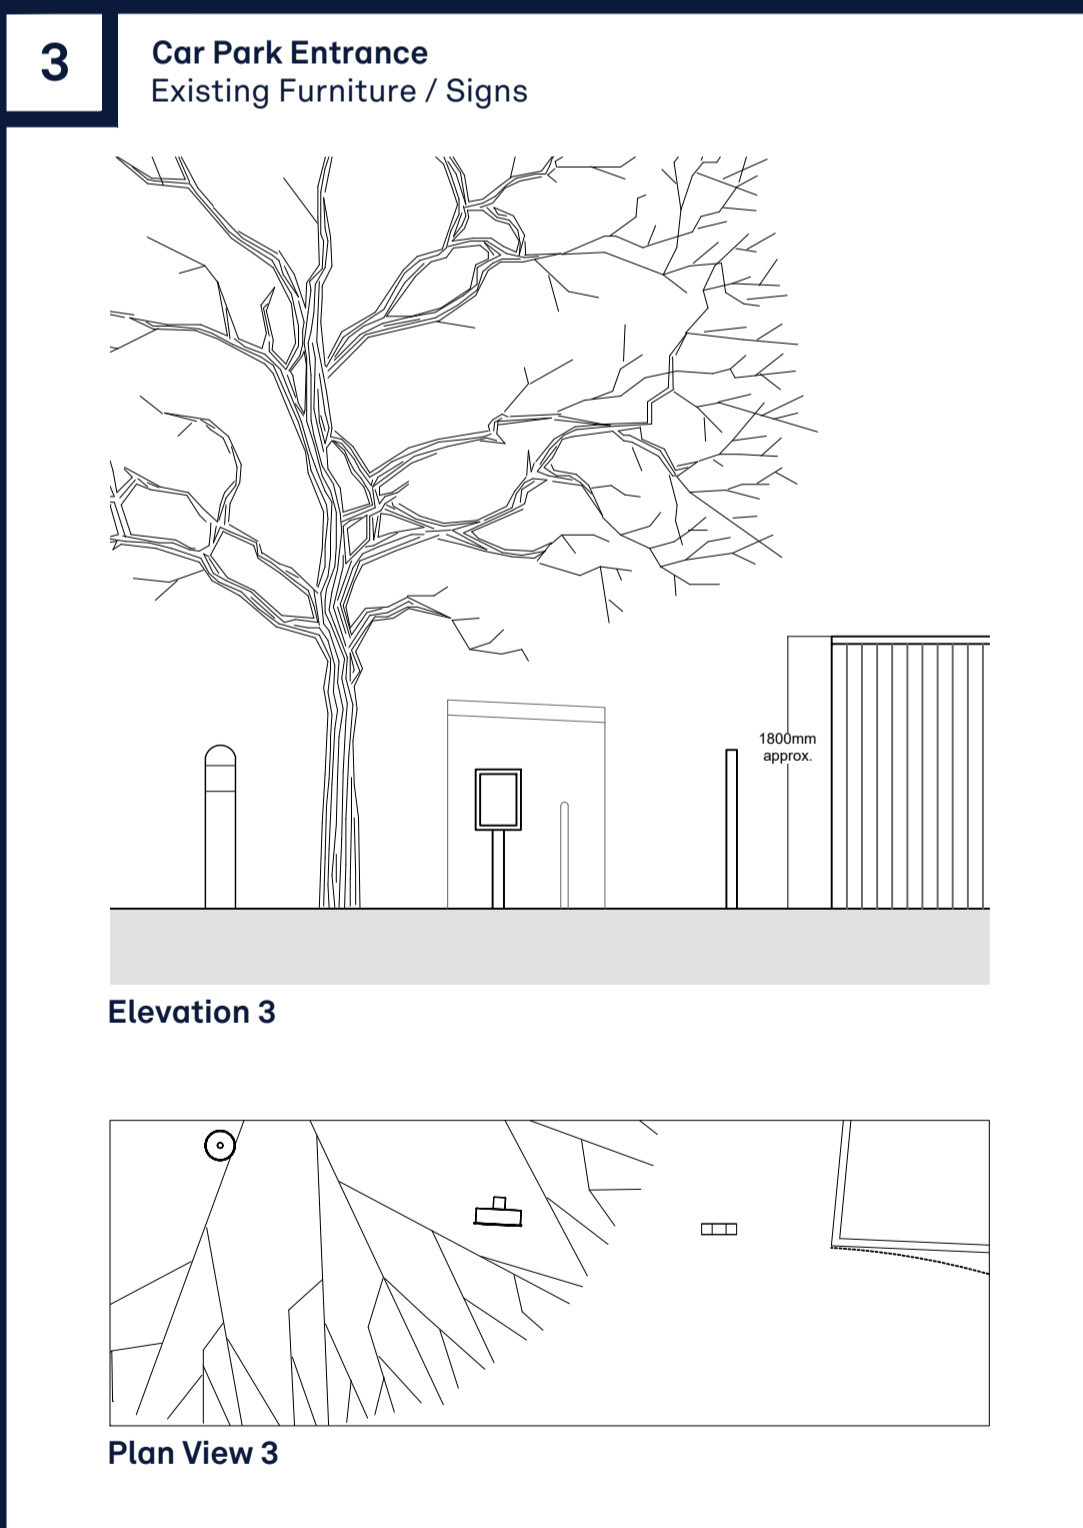 3
Car Park Entrance
Existing Furniture / Signs
1800mm
approx.
Elevation 3
Plan View 3